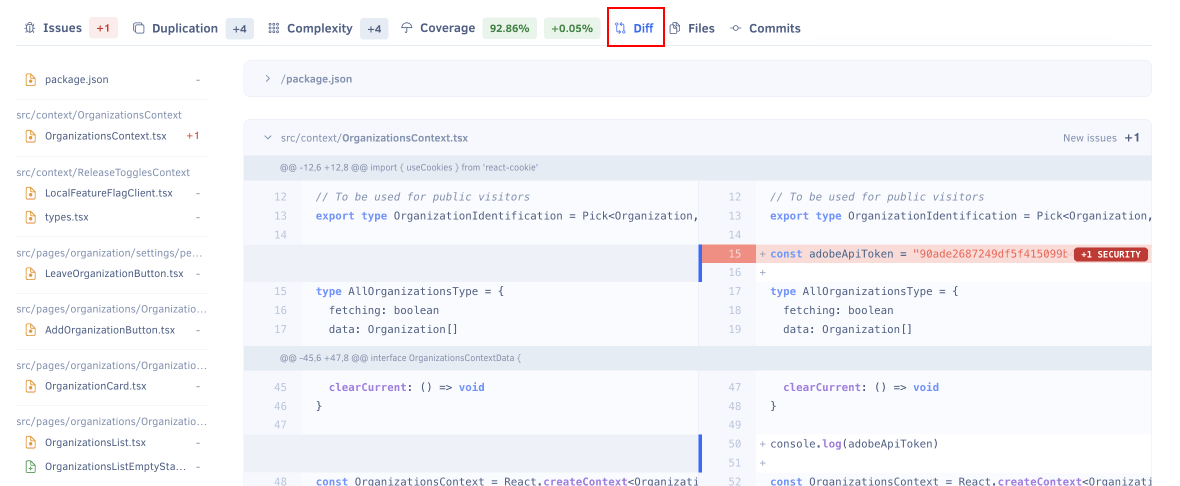 Issues +1 Duplication +4 Complexity +4 Coverage 92.86% +0.05% Diff Files Commits
package.json -
src/context/OrganizationsContext
OrganizationsContext.tsx +1
src/context/ReleaseTogglesContext
LocalFeatureFlagClient.tsx -
types.tsx -
src/pages/organization/settings/pe...
LeaveOrganizationButton.tsx -
src/pages/organizations/Organizatio...
AddOrganizationButton.tsx -
src/pages/organizations/Organizatio...
OrganizationCard.tsx -
src/pages/organizations/Organizatio...
OrganizationsList.tsx -
OrganizationsListEmptySta... -
/package.json
src/context/OrganizationsContext.tsx New issues +1
@@ -12,6 +12,8 @@ import { useCookies } from 'react-cookie'
12 // To be used for public visitors
13 export type OrganizationIdentification = Pick<Organization,
14
15 type AllOrganizationsType = {
16 fetching: boolean
17 data: Organization[]
12 // To be used for public visitors
13 export type OrganizationIdentification = Pick<Organization,
14
15 + const adobeApiToken = "90ade2687249df5f415099b +1 SECURITY
16 +
17 type AllOrganizationsType = {
18 fetching: boolean
19 data: Organization[]
@@ -45,6 +47,8 @@ interface OrganizationsContextData {
45 clearCurrent: () => void
46 }
47
48 const OrganizationsContext = React.createContext<Organizati
47 clearCurrent: () => void
48 }
49
50 + console.log(adobeApiToken)
51 +
52 const OrganizationsContext = React.createContext<Organizati